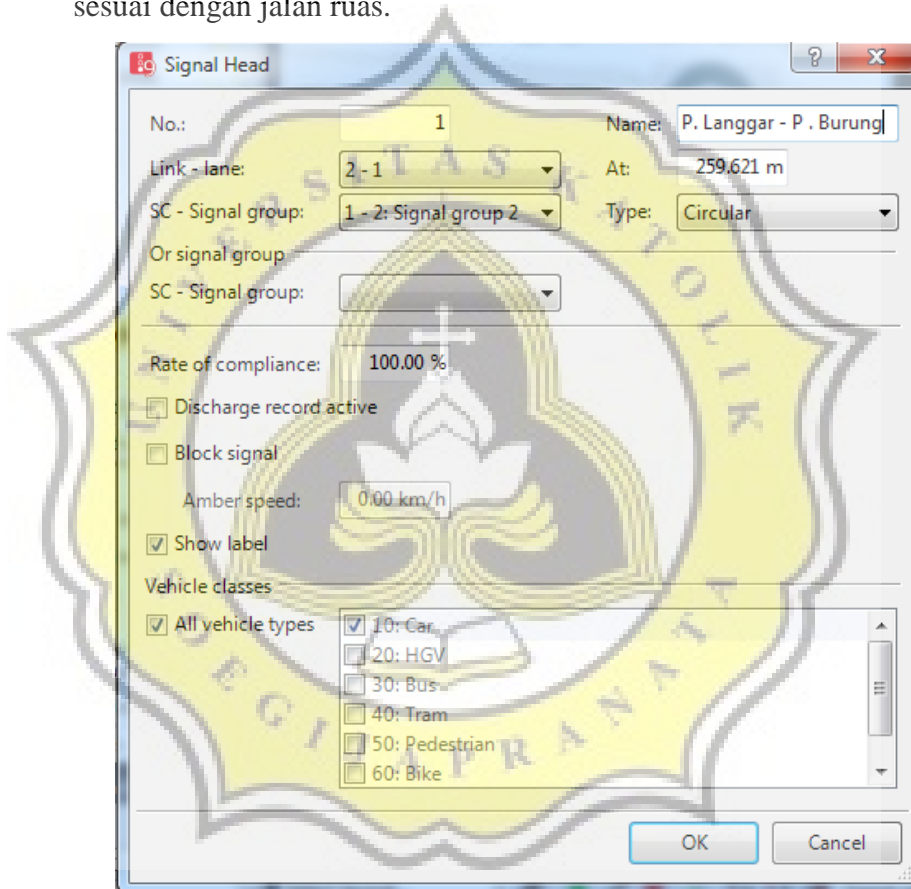 sesuai dengan jalan ruas.
Signal Head
No.: 1 Name: P. Langgar - P . Burung
Link - lane: 2 - 1 At: 259.621 m
SC - Signal group: 1 - 2: Signal group 2 Type: Circular
Or signal group
SC - Signal group:
Rate of compliance: 100.00 %
Discharge record active
Block signal
Amber speed: 0.00 km/h
Show label
Vehicle classes
All vehicle types 10: Car
20: HGV
30: Bus
40: Tram
50: Pedestrian
60: Bike
OK Cancel
UNIVERSITAS KATOLIK
SOEGIJAPRANATA